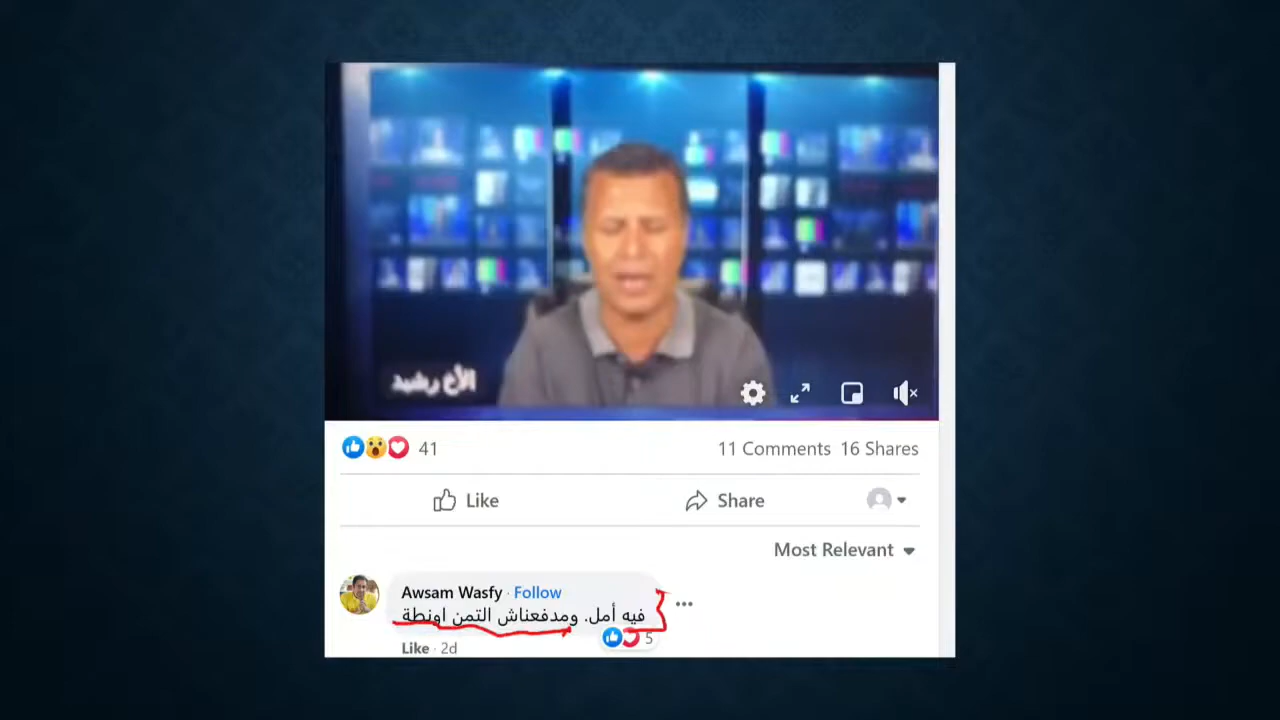 الأخ رشيد
41
11 Comments 16 Shares
Like
Share
Most Relevant
Awsam Wasfy · Follow
فيه أمل. ومدفعناش التمن اونطة
5
Like · 2d